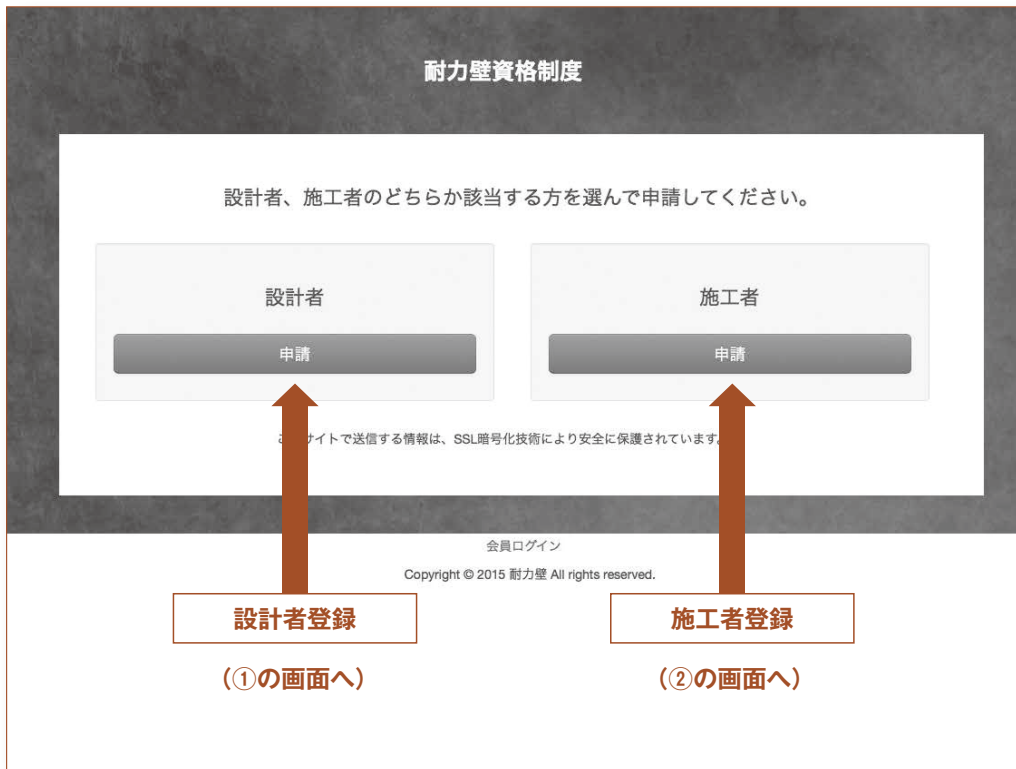 耐力壁資格制度
設計者、施工者のどちらか該当する方を選んで申請してください。
設計者
申請
施工者
申請
サイトで送信する情報は、SSL暗号化技術により安全に保護されています
会員ログイン
Copyright © 2015 耐力壁 All rights reserved.
設計者登録
(①の画面へ)
施工者登録
(②の画面へ)